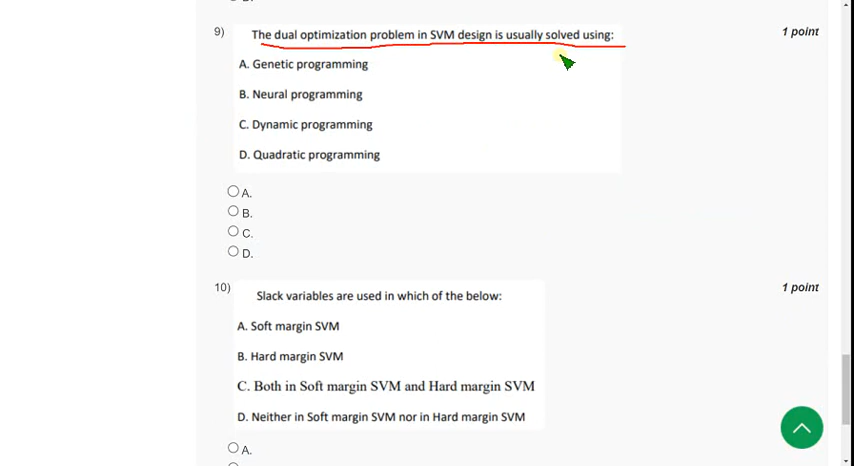 9) The dual optimization problem in SVM design is usually solved using: 1 point
A. Genetic programming
B. Neural programming
C. Dynamic programming
D. Quadratic programming
A.
B.
C.
D.
10) Slack variables are used in which of the below: 1 point
A. Soft margin SVM
B. Hard margin SVM
C. Both in Soft margin SVM and Hard margin SVM
D. Neither in Soft margin SVM nor in Hard margin SVM
A.